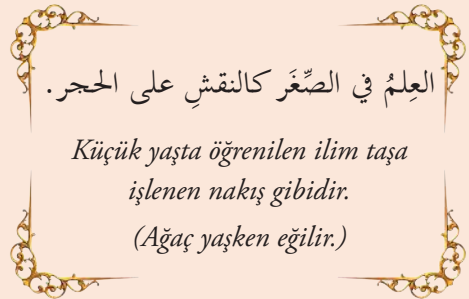 العِلمُ في الصِّغَر كالنقشِ على الحجر.
Küçük yaşta öğrenilen ilim taşa
işlenen nakış gibidir.
(Ağaç yaşken eğilir.)